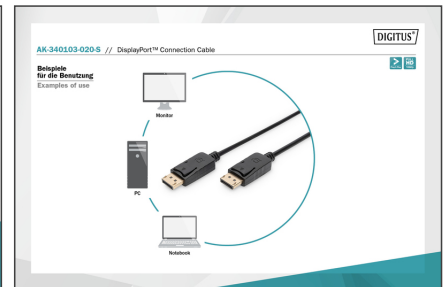 DIGITUS®
AK-340103-020-S // DisplayPort™ Connection Cable
Beispiele
für die Benutzung
Examples of use
Monitor
PC
Notebook